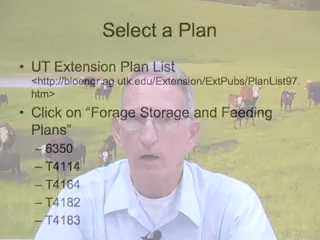 Select a Plan
• UT Extension Plan List
<http://bioengr.ag.utk.edu/Extension/ExtPubs/PlanList97.
htm>
• Click on “Forage Storage and Feeding
Plans”
– 6350
– T4114
– T4164
– T4182
– T4183